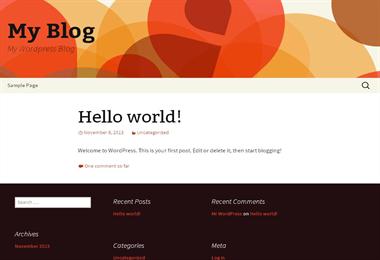 My Blog
My Wordpress Blog
Sample Page
Hello world!
November 8, 2013 Uncategorized
Welcome to WordPress. This is your first post. Edit or delete it, then start blogging!
One comment so far
Search …
Recent Posts
Hello world!
Recent Comments
Mr WordPress on Hello world!
Archives
November 2013
Categories
Uncategorized
Meta
Log in